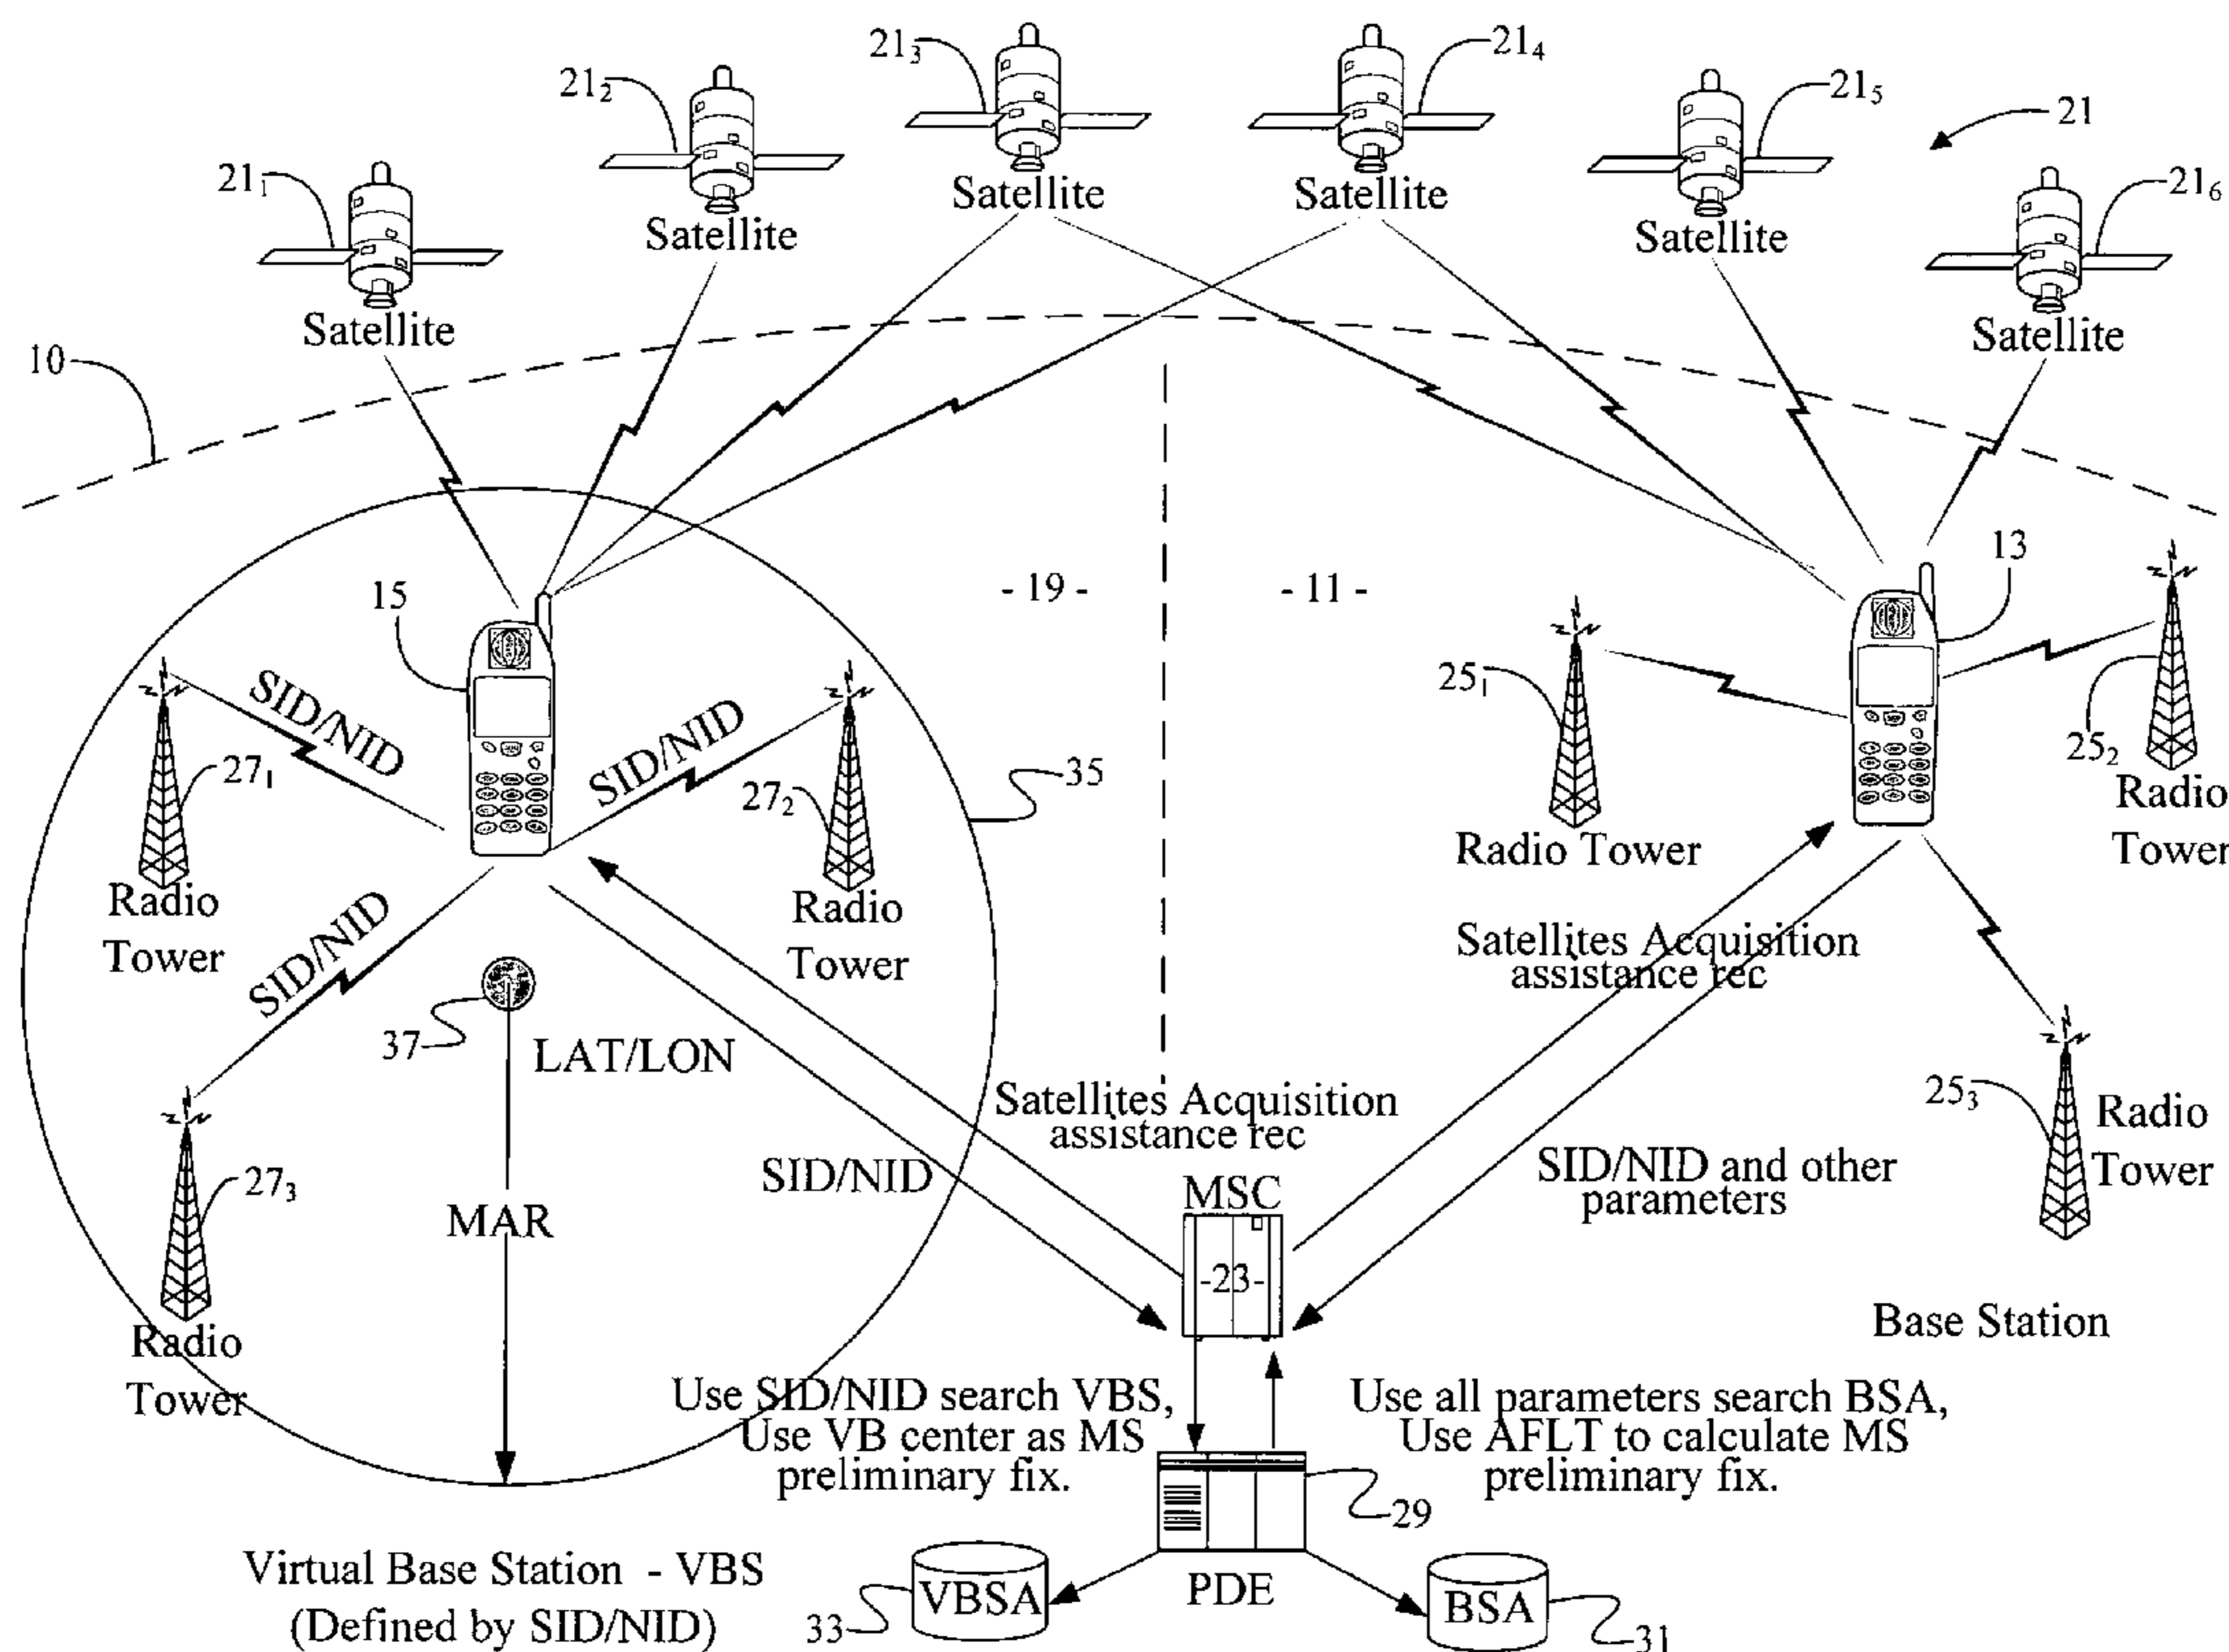 21₃
21₄
21₂
21₅
21
21₁
21₆
Satellite
Satellite
Satellite
Satellite
Satellite
Satellite
10
13
15
- 19 -
- 11 -
SID/NID
SID/NID
25₁
25₂
27₁
27₂
35
Radio
Tower
Radio Tower
Radio
Tower
Radio
Tower
SID/NID
Satellites Acquisition
assistance rec
37
LAT/LON
Satellites Acquisition
assistance rec
25₃
Radio
Tower
SID/NID
SID/NID and other
parameters
27₃
MAR
MSC
-23-
Radio
Tower
Base Station
Use SID/NID search VBS,
Use VB center as MS
preliminary fix.
Use all parameters search BSA,
Use AFLT to calculate MS
preliminary fix.
29
Virtual Base Station - VBS
(Defined by SID/NID)
33
VBSA
PDE
BSA
31